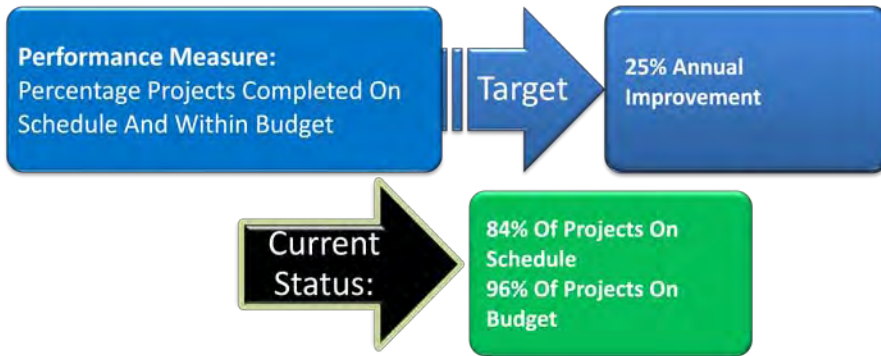 Performance Measure:
Percentage Projects Completed On
Schedule And Within Budget
Target
25% Annual
Improvement
Current
Status:
84% Of Projects On
Schedule
96% Of Projects On
Budget